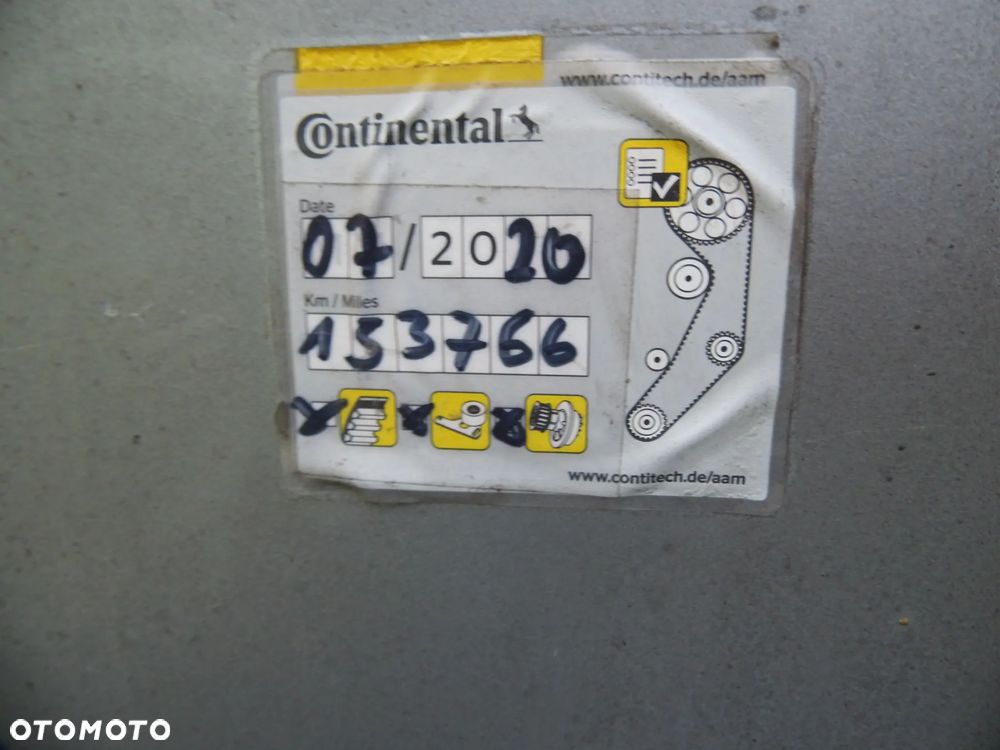 www.contitech.de/aam
Continental
Date
07/2020
Km / Miles
153766
www.contitech.de/aam
OTOMOTO